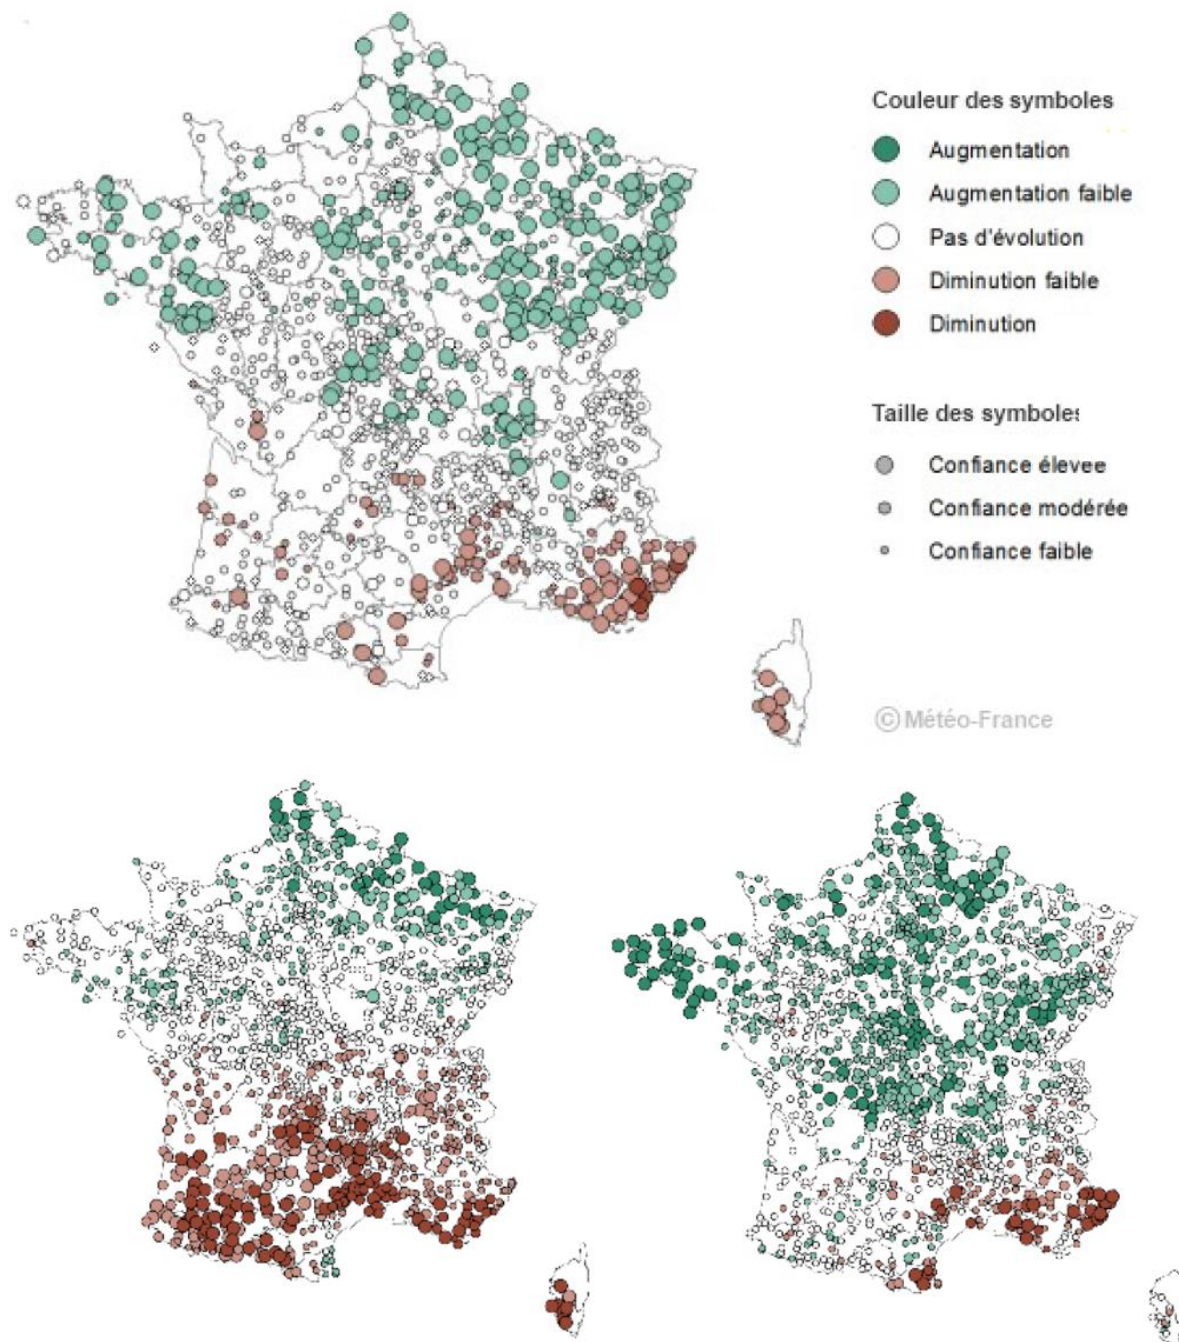 Couleur des symboles
Augmentation
Augmentation faible
Pas d'évolution
Diminution faible
Diminution
Taille des symboles
Confiance élevee
Confiance modérée
Confiance faible
© Météo-France